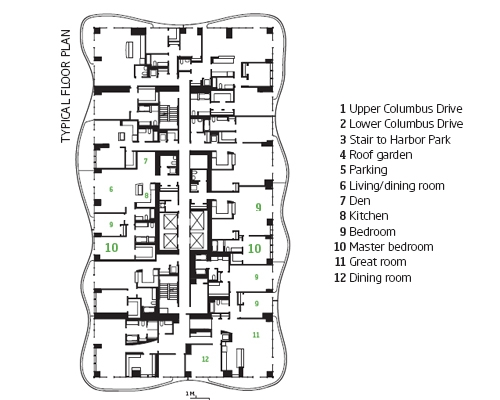 TYPICAL FLOOR PLAN
7
6
8
9
9
10
10
9
9
11
12
1 M
1 Upper Columbus Drive
2 Lower Columbus Drive
3 Stair to Harbor Park
4 Roof garden
5 Parking
6 Living/dining room
7 Den
8 Kitchen
9 Bedroom
10 Master bedroom
11 Great room
12 Dining room